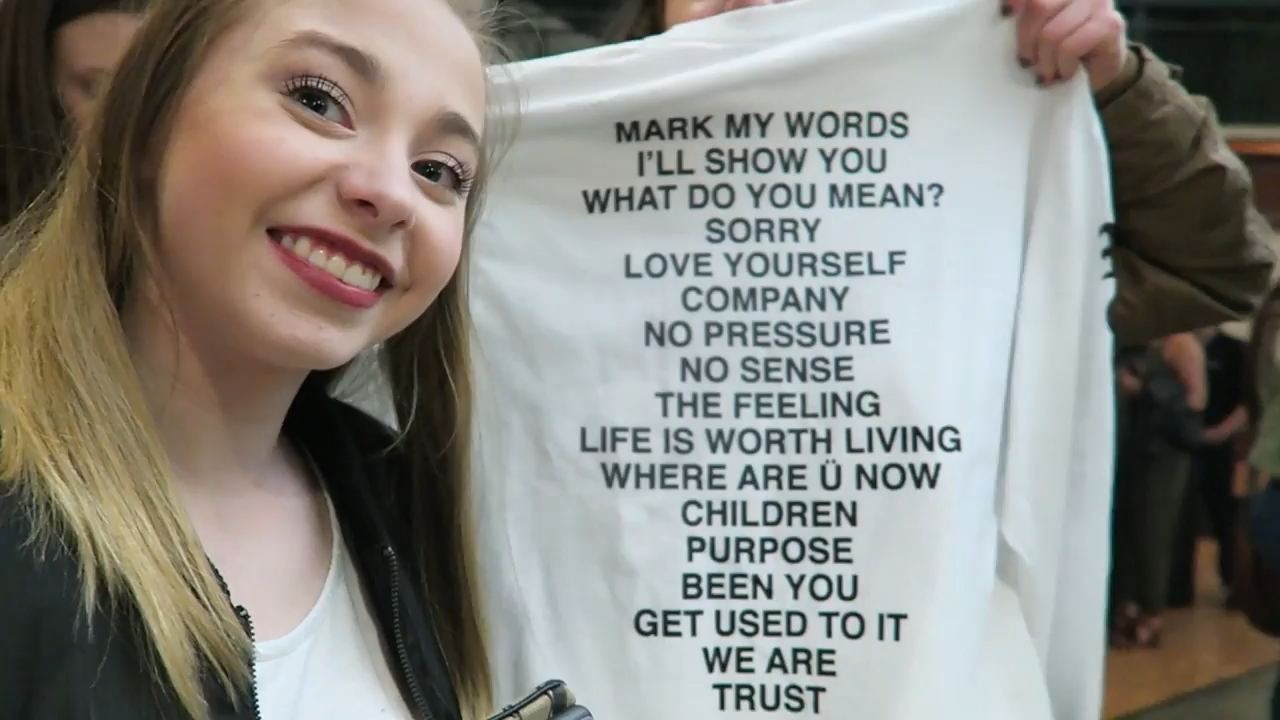 MARK MY WORDS
I'LL SHOW YOU
WHAT DO YOU MEAN?
SORRY
LOVE YOURSELF
COMPANY
NO PRESSURE
NO SENSE
THE FEELING
LIFE IS WORTH LIVING
WHERE ARE Ü NOW
CHILDREN
PURPOSE
BEEN YOU
GET USED TO IT
WE ARE
TRUST